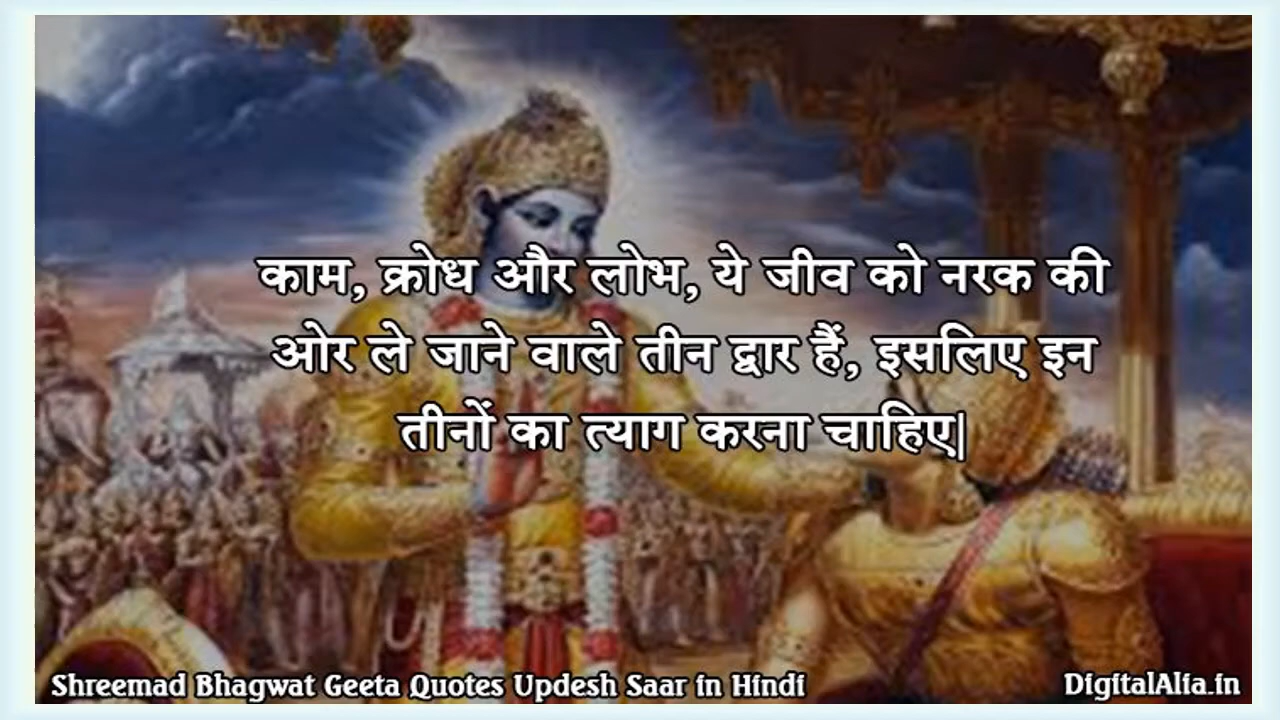 काम, क्रोध और लोभ, ये जीव को नरक की
ओर ले जाने वाले तीन द्वार हैं, इसलिए इन
तीनों का त्याग करना चाहिए|
Shreemad Bhagwat Geeta Quotes Updesh Saar in Hindi
DigitalAlia.in